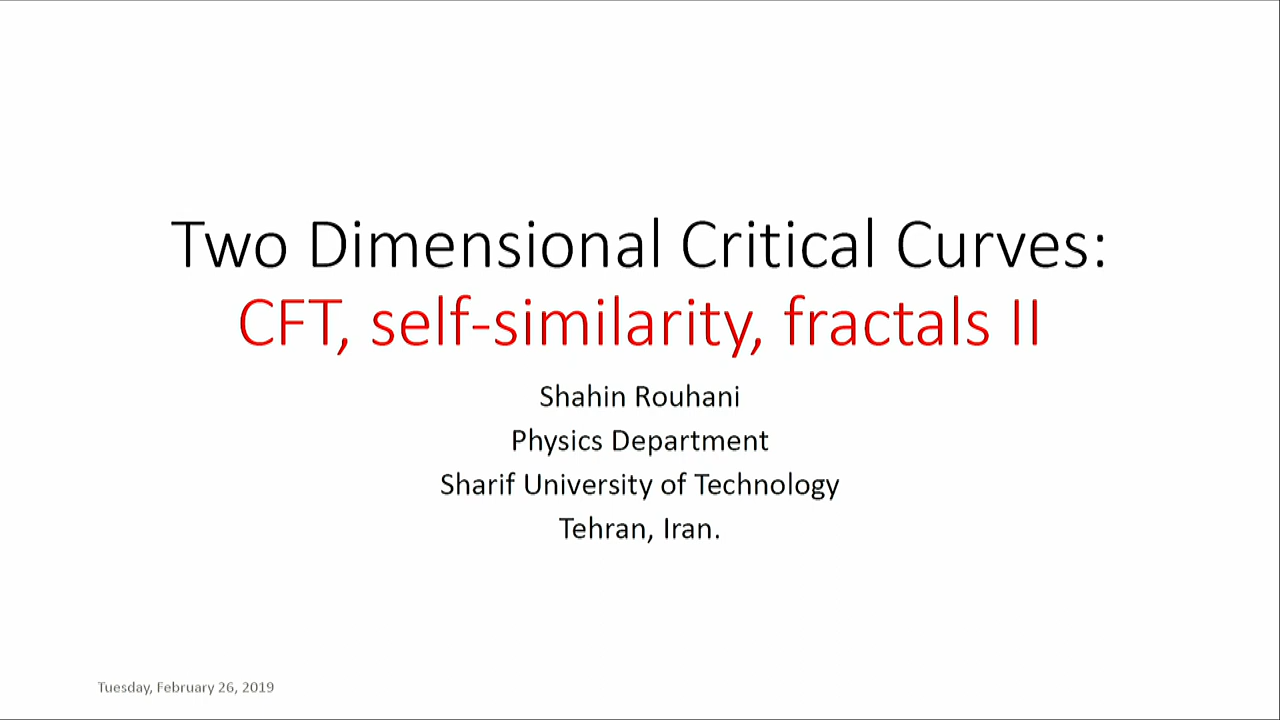 Two Dimensional Critical Curves:
CFT, self-similarity, fractals II
Shahin Rouhani
Physics Department
Sharif University of Technology
Tehran, Iran.
Tuesday, February 26, 2019